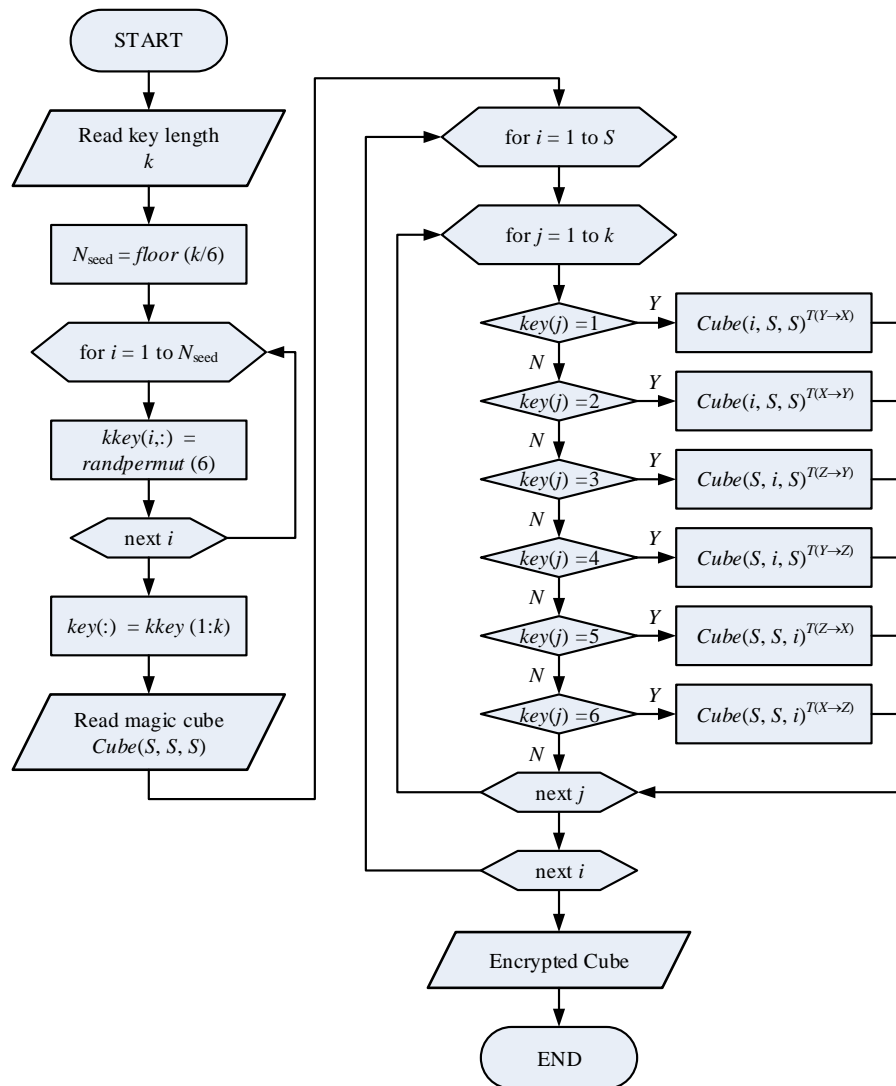 START
Read key length
k
N_seed = floor (k/6)
for i = 1 to N_seed
kkey(i,:) =
randpermut (6)
next i
key(:) = kkey (1:k)
Read magic cube
Cube(S, S, S)
for i = 1 to S
for j = 1 to k
key(j) =1
Y
Cube(i, S, S)^T(Y→X)
N
key(j) =2
Y
Cube(i, S, S)^T(X→Y)
N
key(j) =3
Y
Cube(S, i, S)^T(Z→Y)
N
key(j) =4
Y
Cube(S, i, S)^T(Y→Z)
N
key(j) =5
Y
Cube(S, S, i)^T(Z→X)
N
key(j) =6
Y
Cube(S, S, i)^T(X→Z)
N
next j
next i
Encrypted Cube
END